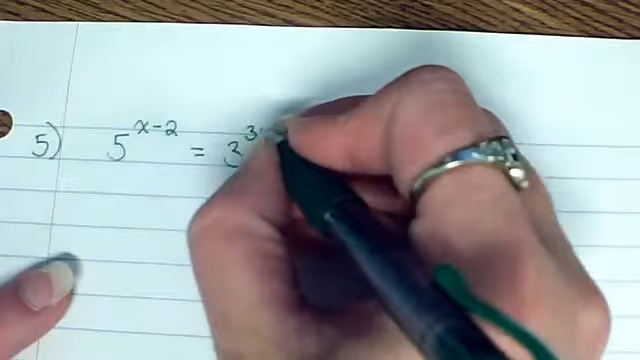 5) 5^{x-2} = 3^{3